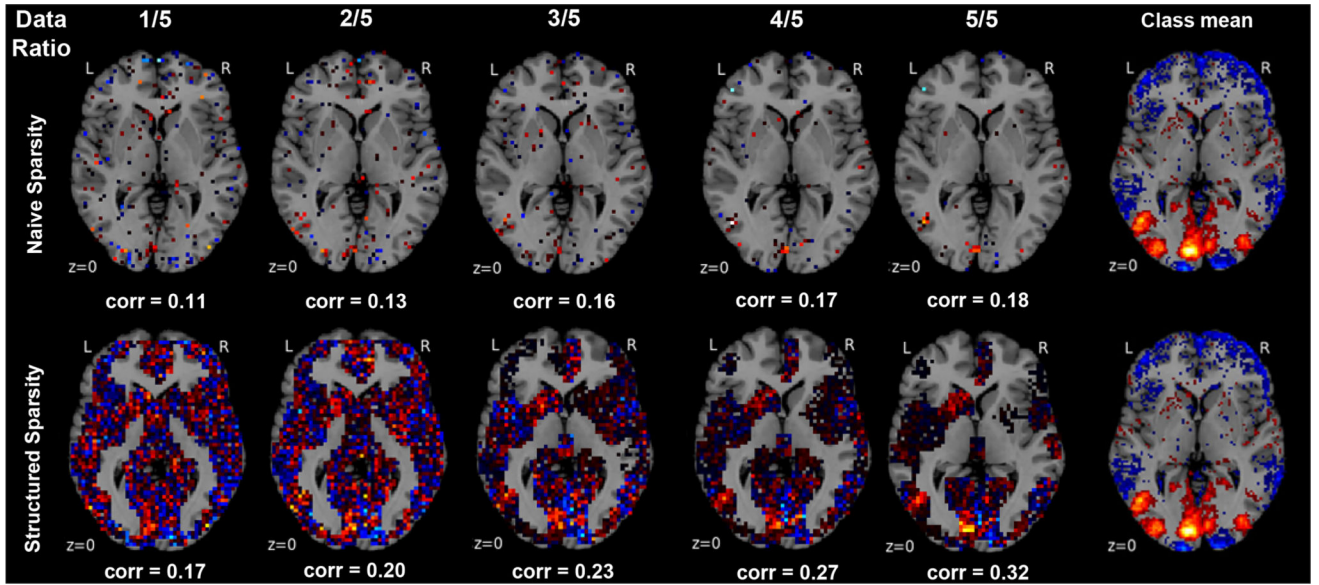 Data Ratio 1/5 2/5 3/5 4/5 5/5 Class mean
Naive Sparsity
L R L R L R L R L R L R
z=0 z=0 z=0 z=0 z=0 z=0
corr = 0.11 corr = 0.13 corr = 0.16 corr = 0.17 corr = 0.18
Structured Sparsity
L R L R L R L R L R L R
z=0 z=0 z=0 z=0 z=0 z=0
corr = 0.17 corr = 0.20 corr = 0.23 corr = 0.27 corr = 0.32